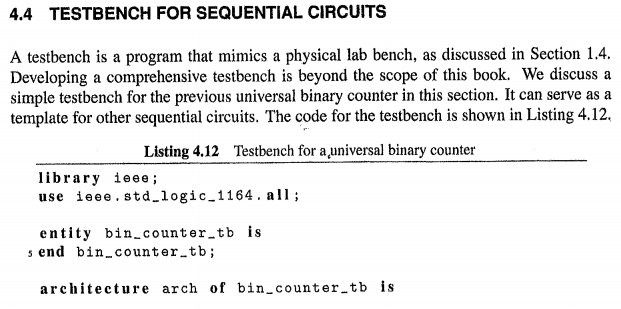 4.4 TESTBENCH FOR SEQUENTIAL CIRCUITS
A testbench is a program that mimics a physical lab bench, as discussed in Section 1.4.
Developing a comprehensive testbench is beyond the scope of this book. We discuss a
simple testbench for the previous universal binary counter in this section. It can serve as a
template for other sequential circuits. The code for the testbench is shown in Listing 4.12.
Listing 4.12 Testbench for a universal binary counter
library ieee;
use ieee.std_logic_1164.all;
entity bin_counter_tb is
5 end bin_counter_tb;
architecture arch of bin_counter_tb is